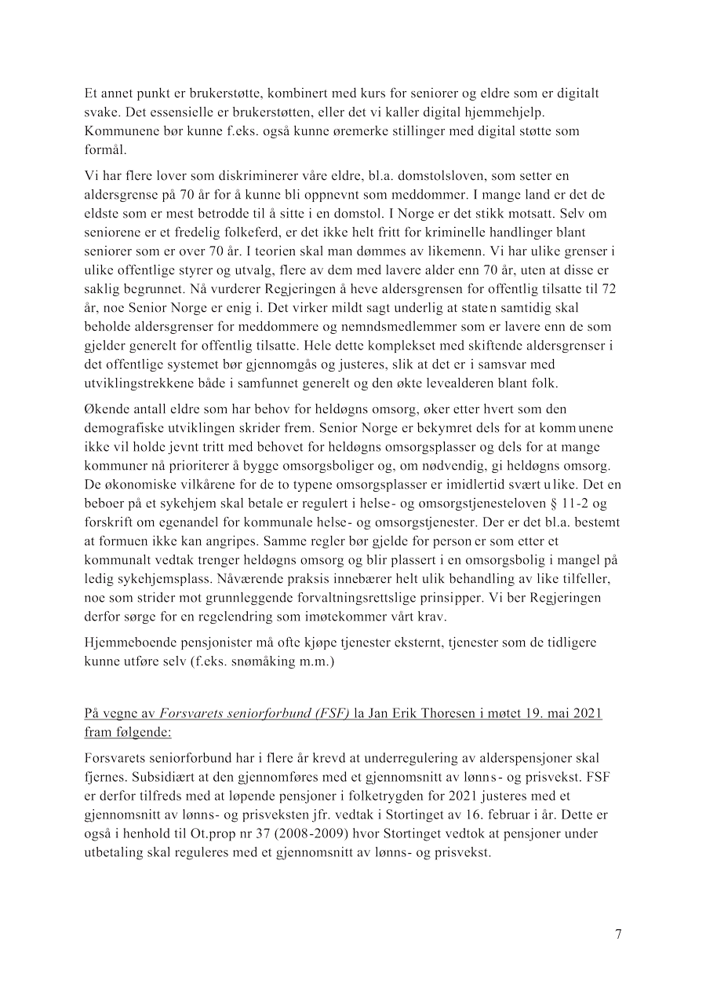 Et annet punkt er brukerstøtte, kombinert med kurs for seniorer og eldre som er digitalt
svake. Det essensielle er brukerstøtten, eller det vi kaller digital hjemmehjelp.
Kommunene bør kunne f.eks. også kunne øremerke stillinger med digital støtte som
formål.
Vi har flere lover som diskriminerer våre eldre, bl.a. domstolsloven, som setter en
aldersgrense på 70 år for å kunne bli oppnevnt som meddommer. I mange land er det de
eldste som er mest betrodde til å sitte i en domstol. I Norge er det stikk motsatt. Selv om
seniorene er et fredelig folkeferd, er det ikke helt fritt for kriminelle handlinger blant
seniorer som er over 70 år. I teorien skal man dømmes av likemenn. Vi har ulike grenser i
ulike offentlige styrer og utvalg, flere av dem med lavere alder enn 70 år, uten at disse er
saklig begrunnet. Nå vurderer Regjeringen å heve aldersgrensen for offentlig tilsatte til 72
år, noe Senior Norge er enig i. Det virker mildt sagt underlig at staten samtidig skal
beholde aldersgrenser for meddommere og nemndsmedlemmer som er lavere enn de som
gjelder generelt for offentlig tilsatte. Hele dette komplekset med skiftende aldersgrenser i
det offentlige systemet bør gjennomgås og justeres, slik at det er i samsvar med
utviklingstrekkene både i samfunnet generelt og den økte levealderen blant folk.
Økende antall eldre som har behov for heldøgns omsorg, øker etter hvert som den
demografiske utviklingen skrider frem. Senior Norge er bekymret dels for at kommunene
ikke vil holde jevnt tritt med behovet for heldøgns omsorgsplasser og dels for at mange
kommuner nå prioriterer å bygge omsorgsboliger og, om nødvendig, gi heldøgns omsorg.
De økonomiske vilkårene for de to typene omsorgsplasser er imidlertid svært ulike. Det en
beboer på et sykehjem skal betale er regulert i helse- og omsorgstjenesteloven § 11-2 og
forskrift om egenandel for kommunale helse- og omsorgstjenester. Der er det bl.a. bestemt
at formuen ikke kan angripes. Samme regler bør gjelde for personer som etter et
kommunalt vedtak trenger heldøgns omsorg og blir plassert i en omsorgsbolig i mangel på
ledig sykehjemsplass. Nåværende praksis innebærer helt ulik behandling av like tilfeller,
noe som strider mot grunnleggende forvaltningsrettslige prinsipper. Vi ber Regjeringen
derfor sørge for en regelendring som imøtekommer vårt krav.
Hjemmeboende pensjonister må ofte kjøpe tjenester eksternt, tjenester som de tidligere
kunne utføre selv (f.eks. snømåking m.m.)
På vegne av Forsvarets seniorforbund (FSF) la Jan Erik Thoresen i møtet 19. mai 2021
fram følgende:
Forsvarets seniorforbund har i flere år krevd at underregulering av alderspensjoner skal
fjernes. Subsidiært at den gjennomføres med et gjennomsnitt av lønns- og prisvekst. FSF
er derfor tilfreds med at løpende pensjoner i folketrygden for 2021 justeres med et
gjennomsnitt av lønns- og prisveksten jfr. vedtak i Stortinget av 16. februar i år. Dette er
også i henhold til Ot.prop nr 37 (2008-2009) hvor Stortinget vedtok at pensjoner under
utbetaling skal reguleres med et gjennomsnitt av lønns- og prisvekst.
7